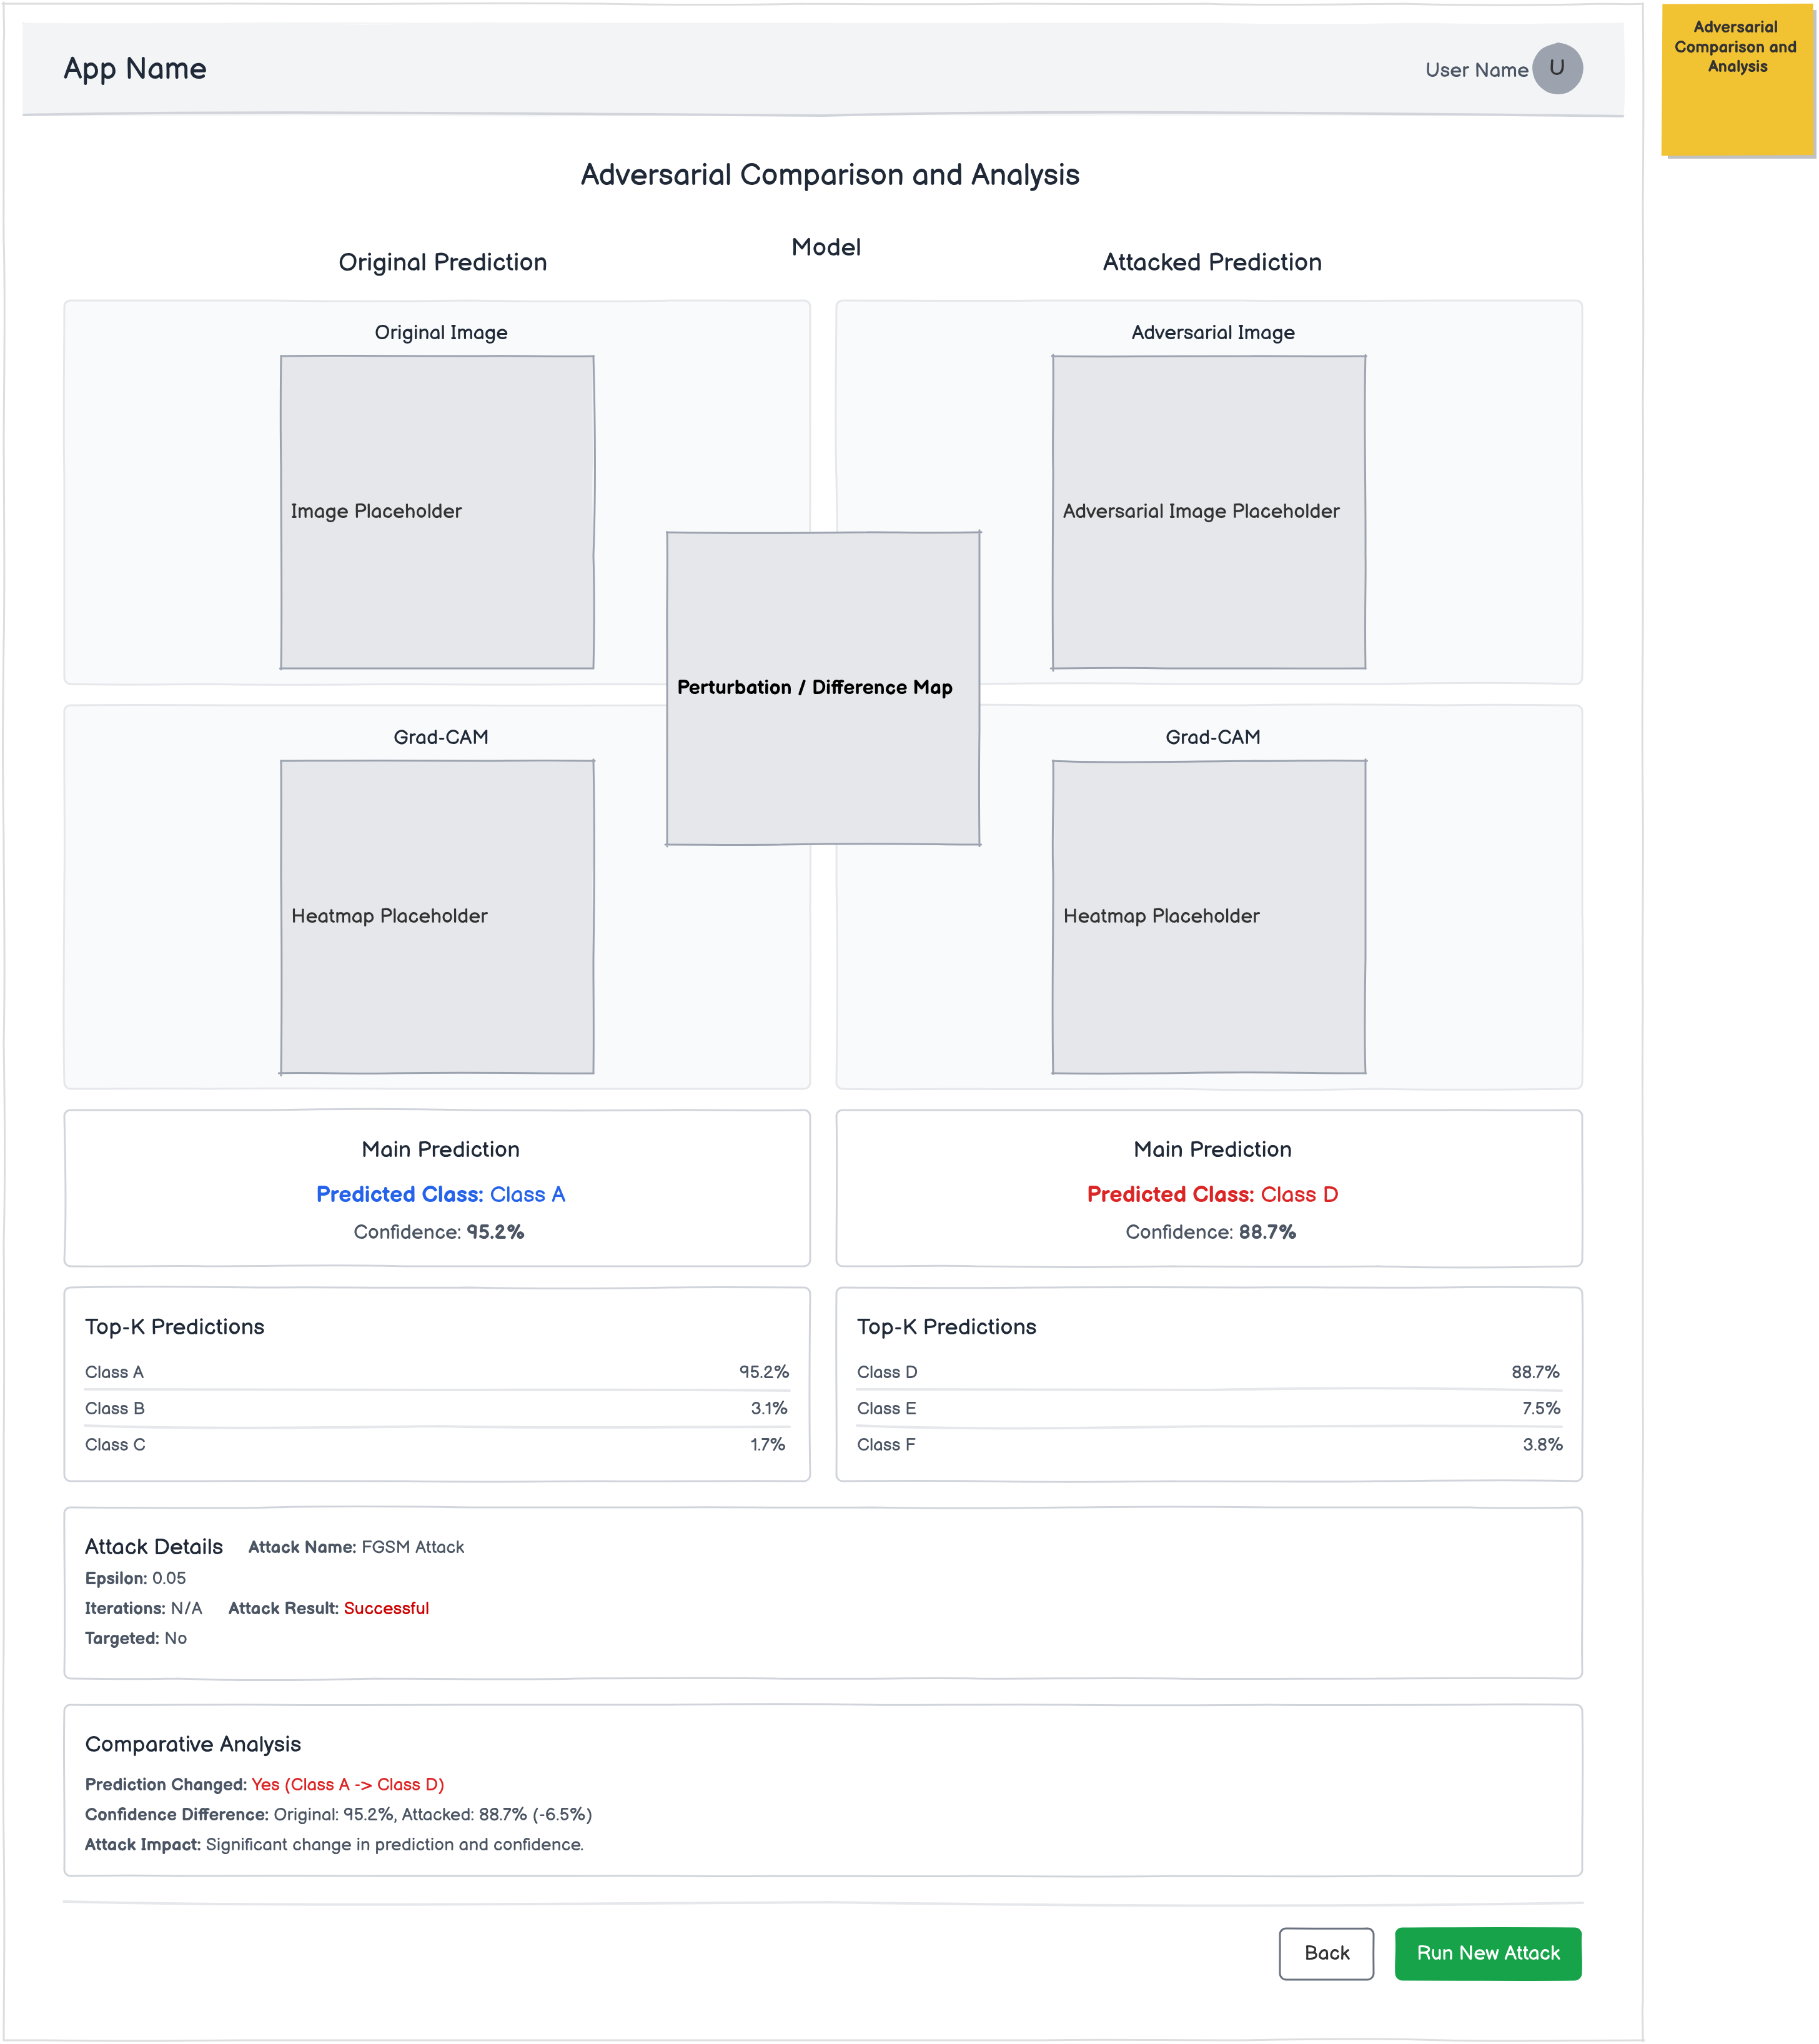 App Name
User Name U
Adversarial
Comparison and
Analysis
Adversarial Comparison and Analysis
Model
Original Prediction
Attacked Prediction
Original Image
Image Placeholder
Adversarial Image
Adversarial Image Placeholder
Perturbation / Difference Map
Grad-CAM
Heatmap Placeholder
Grad-CAM
Heatmap Placeholder
Main Prediction
Predicted Class: Class A
Confidence: 95.2%
Main Prediction
Predicted Class: Class D
Confidence: 88.7%
Top-K Predictions
Class A 95.2%
Class B 3.1%
Class C 1.7%
Top-K Predictions
Class D 88.7%
Class E 7.5%
Class F 3.8%
Attack Details Attack Name: FGSM Attack
Epsilon: 0.05
Iterations: N/A Attack Result: Successful
Targeted: No
Comparative Analysis
Prediction Changed: Yes (Class A -> Class D)
Confidence Difference: Original: 95.2%, Attacked: 88.7% (-6.5%)
Attack Impact: Significant change in prediction and confidence.
Back
Run New Attack